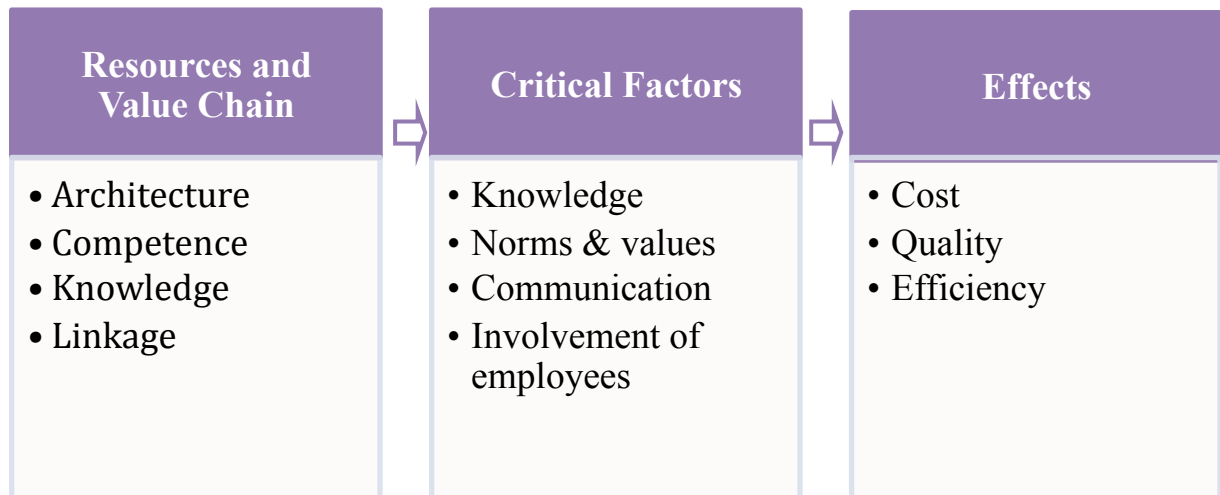 Resources and
Value Chain
• Architecture
• Competence
• Knowledge
• Linkage
Critical Factors
• Knowledge
• Norms & values
• Communication
• Involvement of
employees
Effects
• Cost
• Quality
• Efficiency